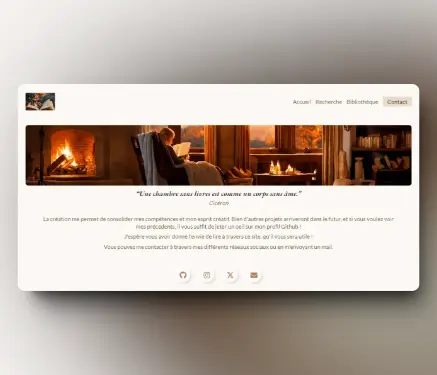 Accueil Recherche Bibliothèque Contact
"Une chambre sans livres est comme un corps sans âme."
Cicéron
La création me permet de consolider mes compétences et mon esprit créatif. Bien d'autres projets arriveront dans le futur, et si vous voulez voir
mes précédents, il vous suffit de jeter un oeil sur mon profil Github !
J'espère vous avoir donné l'envie de lire à travers ce site, qu'il vous sera utile !
Vous pouvez me contacter à travers mes différents réseaux sociaux ou en m'envoyant un mail.